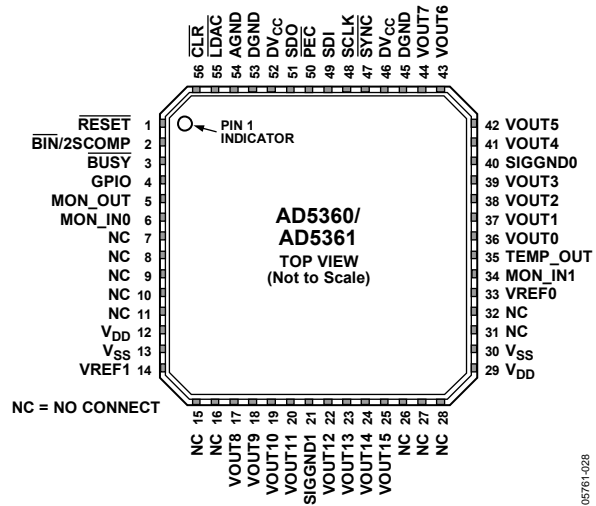 56 CLR
55 LDAC
54 AGND
53 DGND
52 DVCC
51 SDO
50 PEC
49 SDI
48 SCLK
47 SYNC
46 DVCC
45 DGND
44 VOUT7
43 VOUT6
RESET 1
BIN/2SCOMP 2
BUSY 3
GPIO 4
MON_OUT 5
MON_IN0 6
NC 7
NC 8
NC 9
NC 10
NC 11
VDD 12
VSS 13
VREF1 14
PIN 1
INDICATOR
AD5360/
AD5361
TOP VIEW
(Not to Scale)
42 VOUT5
41 VOUT4
40 SIGGND0
39 VOUT3
38 VOUT2
37 VOUT1
36 VOUT0
35 TEMP_OUT
34 MON_IN1
33 VREF0
32 NC
31 NC
30 VSS
29 VDD
NC = NO CONNECT
NC 15
NC 16
VOUT8 17
VOUT9 18
VOUT10 19
VOUT11 20
SIGGND1 21
VOUT12 22
VOUT13 23
VOUT14 24
VOUT15 25
NC 26
NC 27
NC 28
05761-028